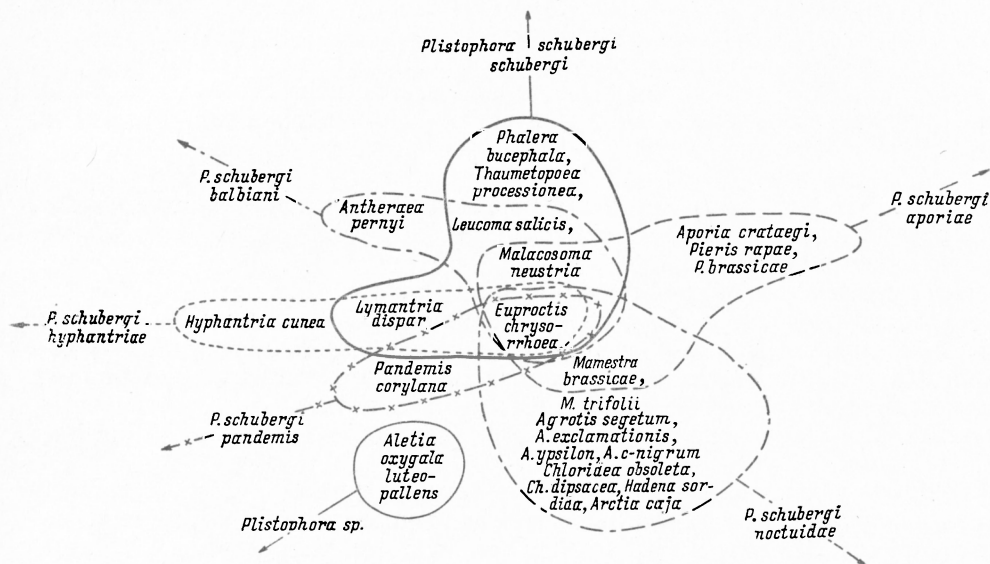 Plistophora schubergi
schubergi
Phalera
bucephala,
Thaumetopoea
processionea,
P. schubergi
balbiani
Antheraea
pernyi
Leucoma salicis,
P. schubergi
aporiae
Aporia crataegi,
Pieris rapae,
P. brassicae
Malacosoma
neustria
P. schubergi
hyphantriae
Hyphantria cunea
Lymantria
dispar
Euproctis
chryso-
rrhoea
Pandemis
corylana
Mamestra
brassicae,
P. schubergi
pandemis
M. trifolii
Agrotis segetum,
A. exclamationis,
A. ypsilon, A. c-nigrum
Chloridea obsoleta,
Ch. dipsacea, Hadena sor-
dida, Arctia caja
Aletia
oxygala
luteo-
pallens
Plistophora sp.
P. schubergi
noctuidae